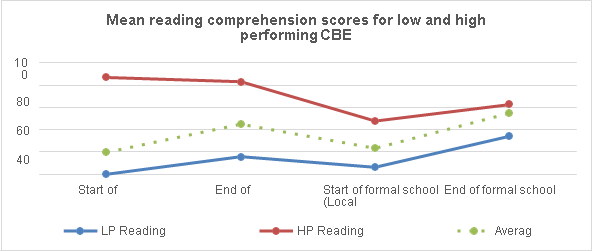 Mean reading comprehension scores for low and high
performing CBE
10
0
80
60
40
Start of
End of
Start of formal school
(Local
End of formal school
LP Reading
HP Reading
Averag